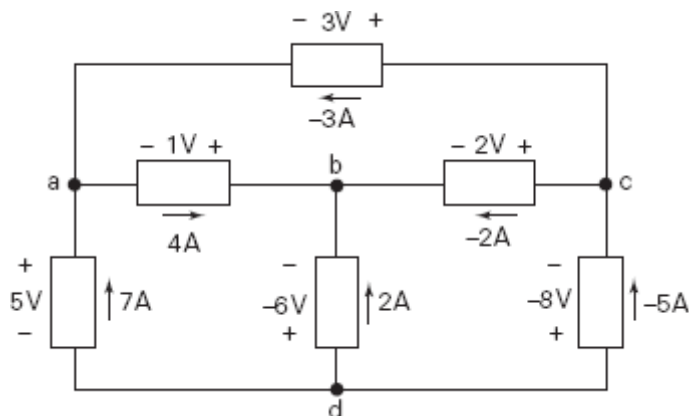 – 3V +
–3A
– 1V +
b
– 2V +
a
c
4A
–2A
+
–
–
5V
7A
–6V
2A
–8V
–5A
–
+
+
d